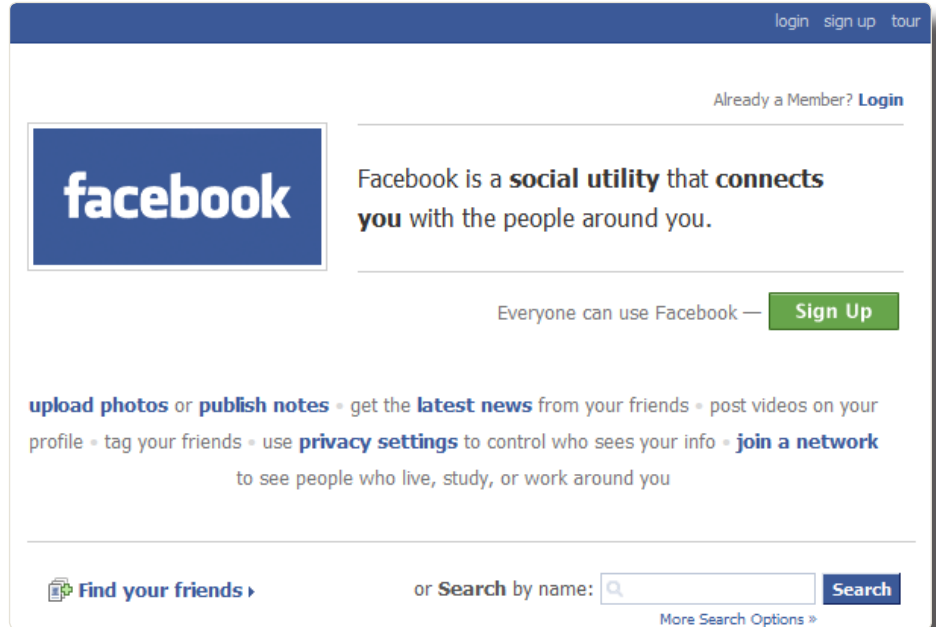 login sign up tour
Already a Member? Login
facebook
Facebook is a social utility that connects
you with the people around you.
Everyone can use Facebook — Sign Up
upload photos or publish notes • get the latest news from your friends • post videos on your
profile • tag your friends • use privacy settings to control who sees your info • join a network
to see people who live, study, or work around you
Find your friends ▸ or Search by name: Search
More Search Options »